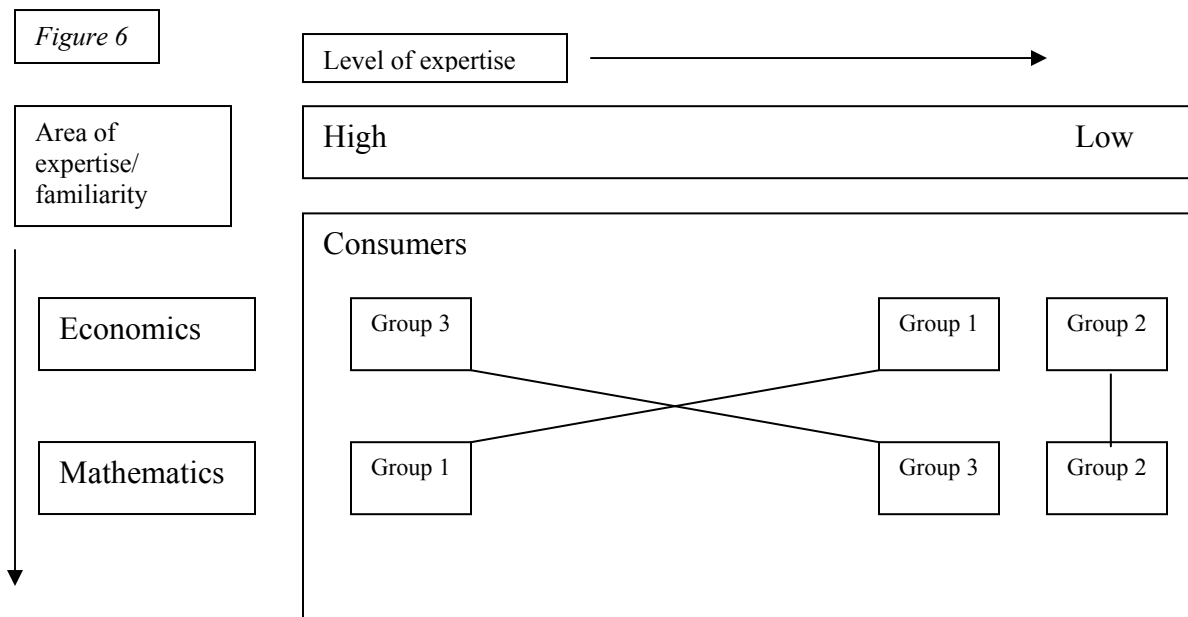 Figure 6
Level of expertise
Area of
expertise/
familiarity
High Low
Consumers
Economics
Group 3
Group 1
Group 2
Mathematics
Group 1
Group 3
Group 2